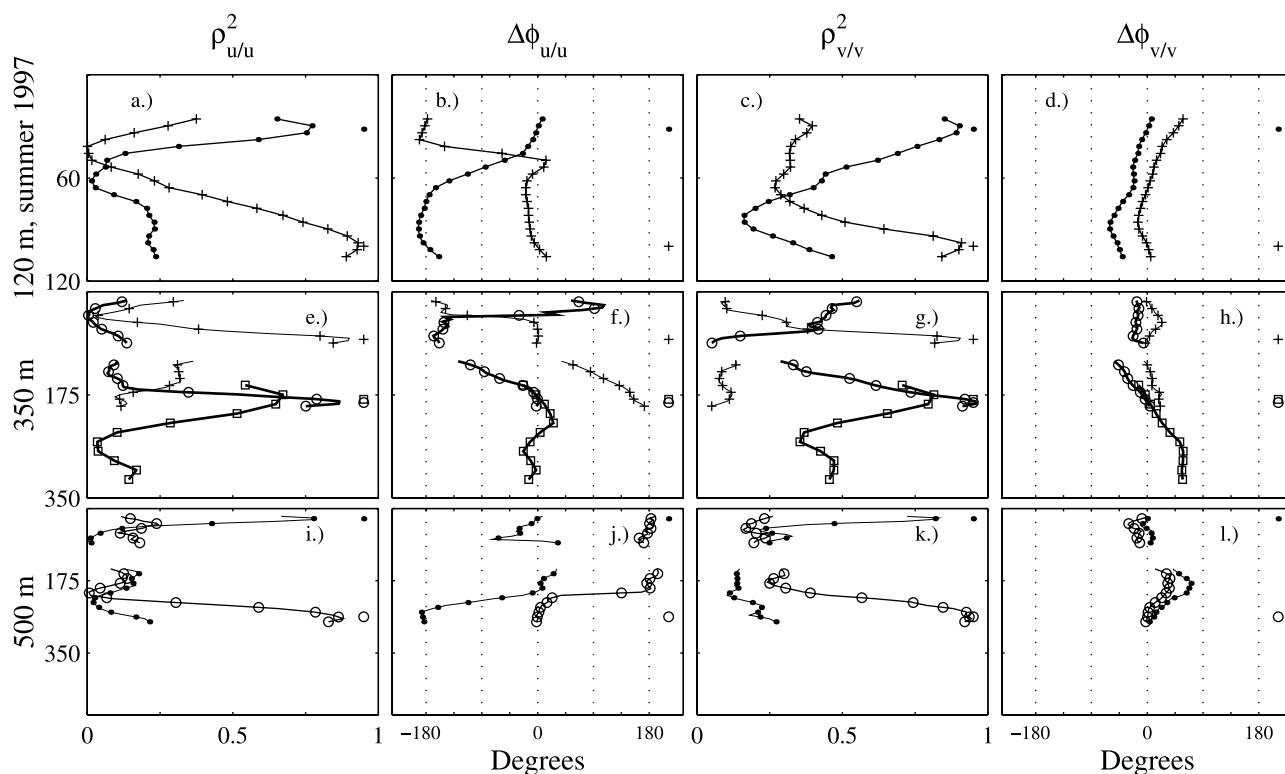 ρ²u/u Δϕu/u ρ²v/v Δϕv/v
120 m, summer 1997
a.) b.) c.) d.)
60
120
350 m
e.) f.) g.) h.)
175
350
500 m
i.) j.) k.) l.)
175
350
0 0.5 1 −180 0 180 0 0.5 1 −180 0 180
Degrees Degrees